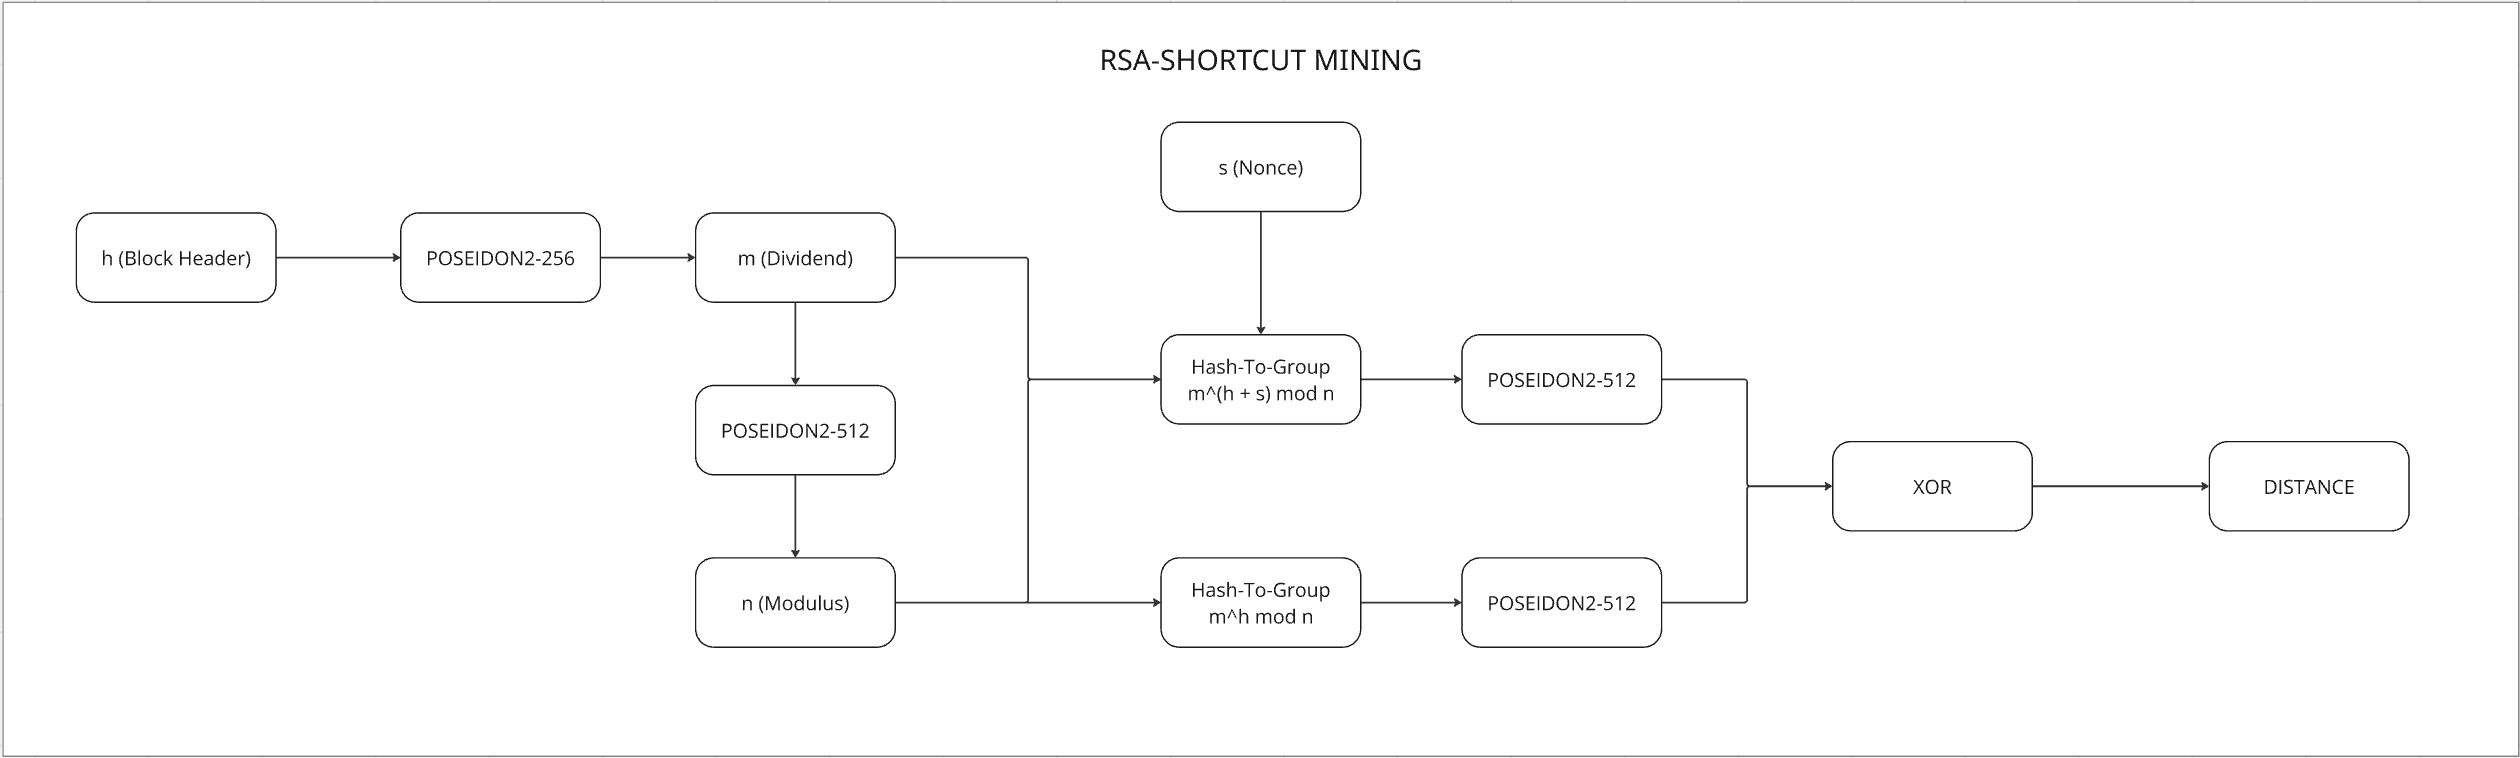 RSA-SHORTCUT MINING
s (Nonce)
h (Block Header)
POSEIDON2-256
m (Dividend)
Hash-To-Group
m^(h + s) mod n
POSEIDON2-512
POSEIDON2-512
XOR
DISTANCE
n (Modulus)
Hash-To-Group
m^h mod n
POSEIDON2-512